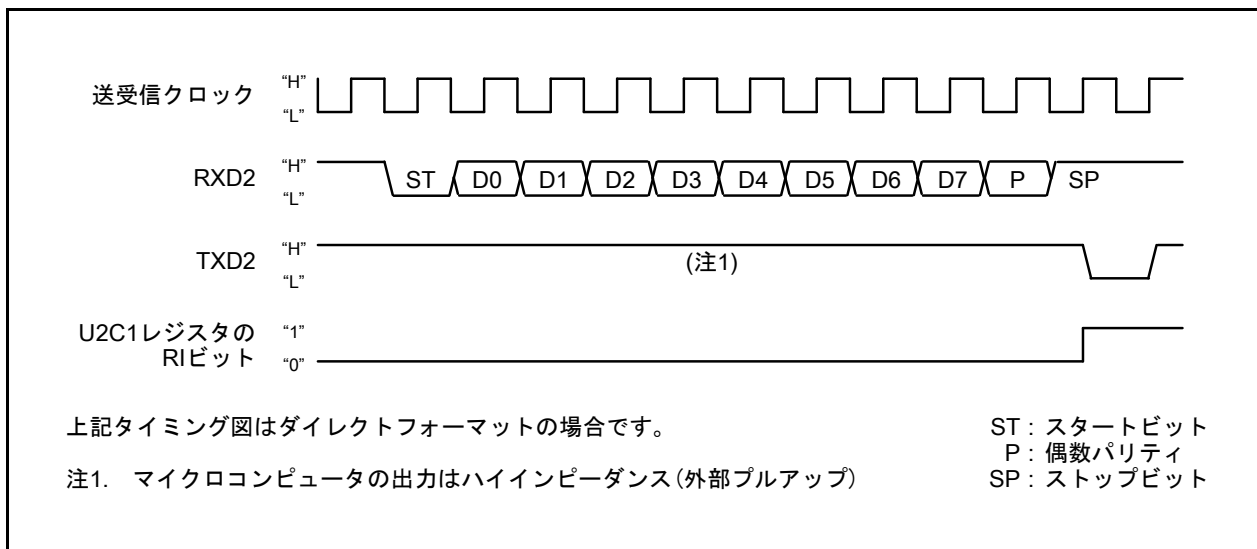 送受信クロック “H” “L”
RXD2 “H” “L” ST D0 D1 D2 D3 D4 D5 D6 D7 P SP
TXD2 “H” “L” (注1)
U2C1レジスタの “1”
RIビット “0”
上記タイミング図はダイレクトフォーマットの場合です。
注1. マイクロコンピュータの出力はハイインピーダンス(外部プルアップ)
ST : スタートビット
P : 偶数パリティ
SP : ストップビット